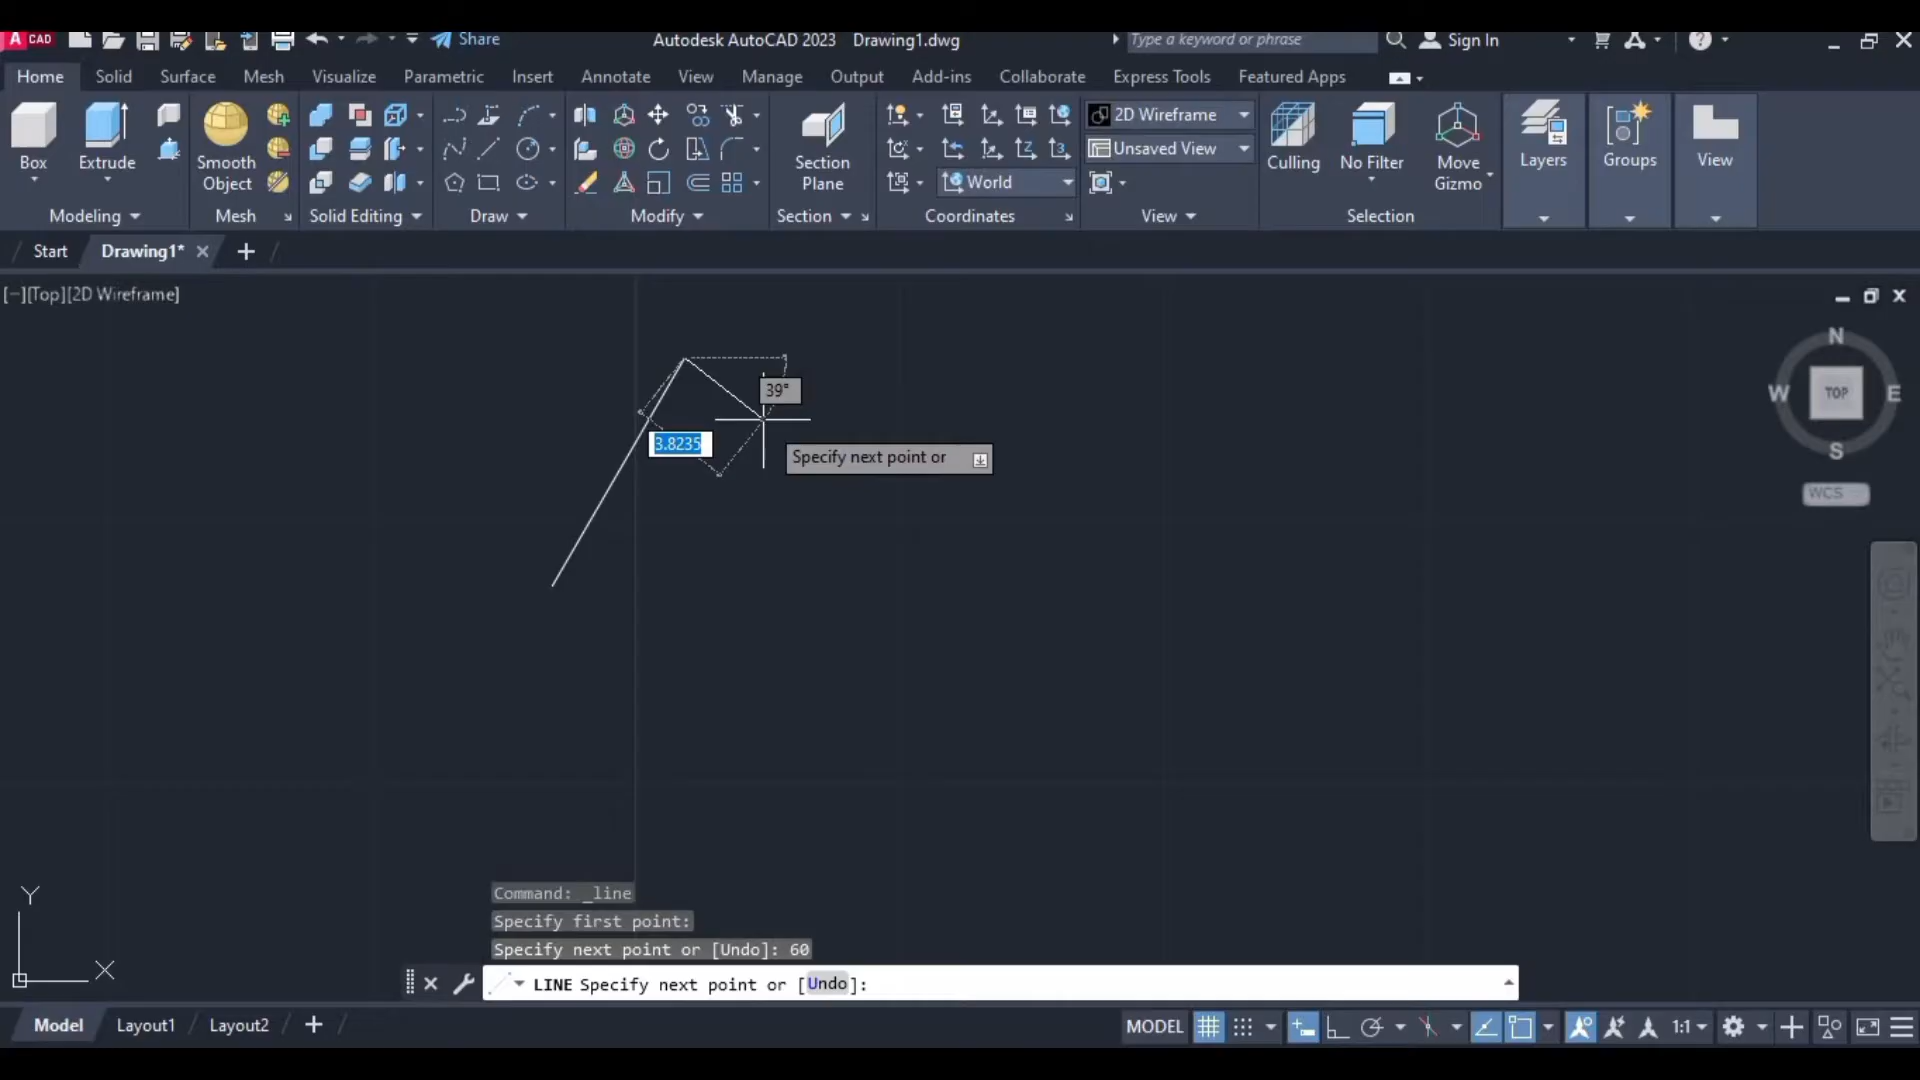 A CAD Share Autodesk AutoCAD 2023 Drawing1.dwg Type a keyword or phrase Sign In
Home Solid Surface Mesh Visualize Parametric Insert Annotate View Manage Output Add-ins Collaborate Express Tools Featured Apps
2D Wireframe
Unsaved View
Box Extrude Smooth Object Section Plane World Culling No Filter Move Gizmo Layers Groups View
Modeling Mesh Solid Editing Draw Modify Section Coordinates View Selection
Start Drawing1* +
[−][Top][2D Wireframe]
N
W TOP E
S
WCS
39°
3.8235
Specify next point or
Y
X
Command: _line
Specify first point:
Specify next point or [Undo]: 60
LINE Specify next point or [Undo]:
Model Layout1 Layout2 + MODEL 1:1